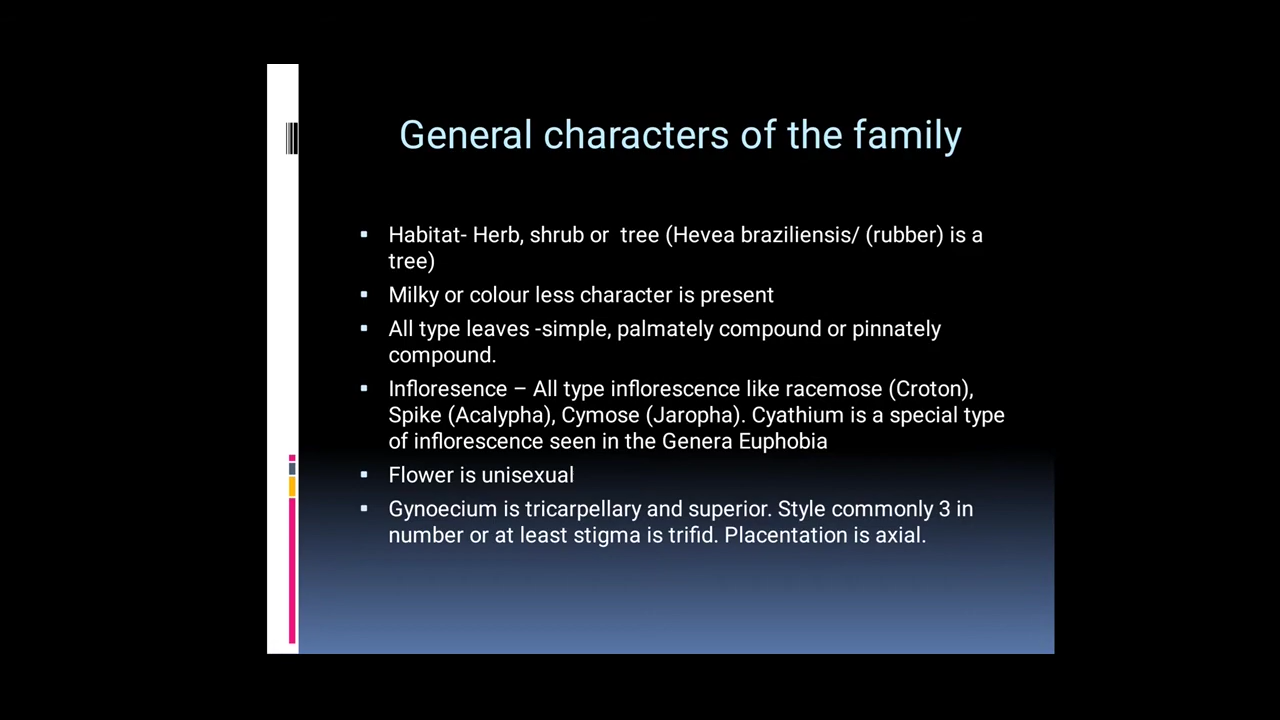 General characters of the family
▪ Habitat- Herb, shrub or  tree (Hevea braziliensis/ (rubber) is a
tree)
▪ Milky or colour less character is present
▪ All type leaves -simple, palmately compound or pinnately
compound.
▪ Infloresence – All type inflorescence like racemose (Croton),
Spike (Acalypha), Cymose (Jaropha). Cyathium is a special type
of inflorescence seen in the Genera Euphobia
▪ Flower is unisexual
▪ Gynoecium is tricarpellary and superior. Style commonly 3 in
number or at least stigma is trifid. Placentation is axial.